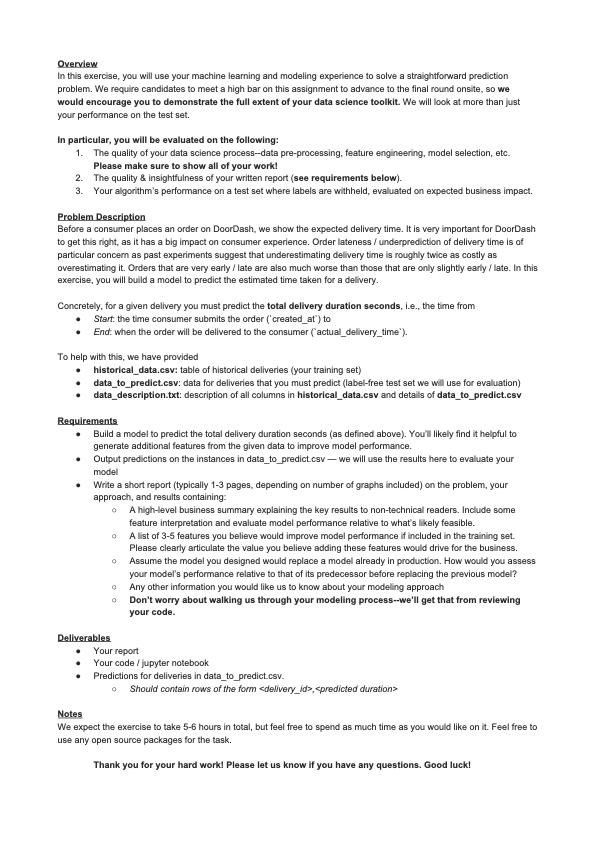 Overview
In this exercise, you will use your machine learning and modeling experience to solve a straightforward prediction
problem. We require candidates to meet a high bar on this assignment to advance to the final round onsite, so we
would encourage you to demonstrate the full extent of your data science toolkit. We will look at more than just
your performance on the test set.
In particular, you will be evaluated on the following:
1. The quality of your data science process--data pre-processing, feature engineering, model selection, etc.
Please make sure to show all of your work!
2. The quality & insightfulness of your written report (see requirements below).
3. Your algorithm's performance on a test set where labels are withheld, evaluated on expected business impact.
Problem Description
Before a consumer places an order on DoorDash, we show the expected delivery time. It is very important for DoorDash
to get this right, as it has a big impact on consumer experience. Order lateness / underprediction of delivery time is of
particular concern as past experiments suggest that underestimating delivery time is roughly twice as costly as
overestimating it. Orders that are very early / late are also much worse than those that are only slightly early / late. In this
exercise, you will build a model to predict the estimated time taken for a delivery.
Concretely, for a given delivery you must predict the total delivery duration seconds, i.e., the time from
● Start: the time consumer submits the order (`created_at`) to
● End: when the order will be delivered to the consumer (`actual_delivery_time`).
To help with this, we have provided
● historical_data.csv: table of historical deliveries (your training set)
● data_to_predict.csv: data for deliveries that you must predict (label-free test set we will use for evaluation)
● data_description.txt: description of all columns in historical_data.csv and details of data_to_predict.csv
Requirements
● Build a model to predict the total delivery duration seconds (as defined above). You'll likely find it helpful to
generate additional features from the given data to improve model performance.
● Output predictions on the instances in data_to_predict.csv — we will use the results here to evaluate your
model
● Write a short report (typically 1-3 pages, depending on number of graphs included) on the problem, your
approach, and results containing:
○ A high-level business summary explaining the key results to non-technical readers. Include some
feature interpretation and evaluate model performance relative to what's likely feasible.
○ A list of 3-5 features you believe would improve model performance if included in the training set.
Please clearly articulate the value you believe adding these features would drive for the business.
○ Assume the model you designed would replace a model already in production. How would you assess
your model's performance relative to that of its predecessor before replacing the previous model?
○ Any other information you would like us to know about your modeling approach
○ Don't worry about walking us through your modeling process--we'll get that from reviewing
your code.
Deliverables
● Your report
● Your code / jupyter notebook
● Predictions for deliveries in data_to_predict.csv.
○ Should contain rows of the form <delivery_id>,<predicted duration>
Notes
We expect the exercise to take 5-6 hours in total, but feel free to spend as much time as you would like on it. Feel free to
use any open source packages for the task.
Thank you for your hard work! Please let us know if you have any questions. Good luck!